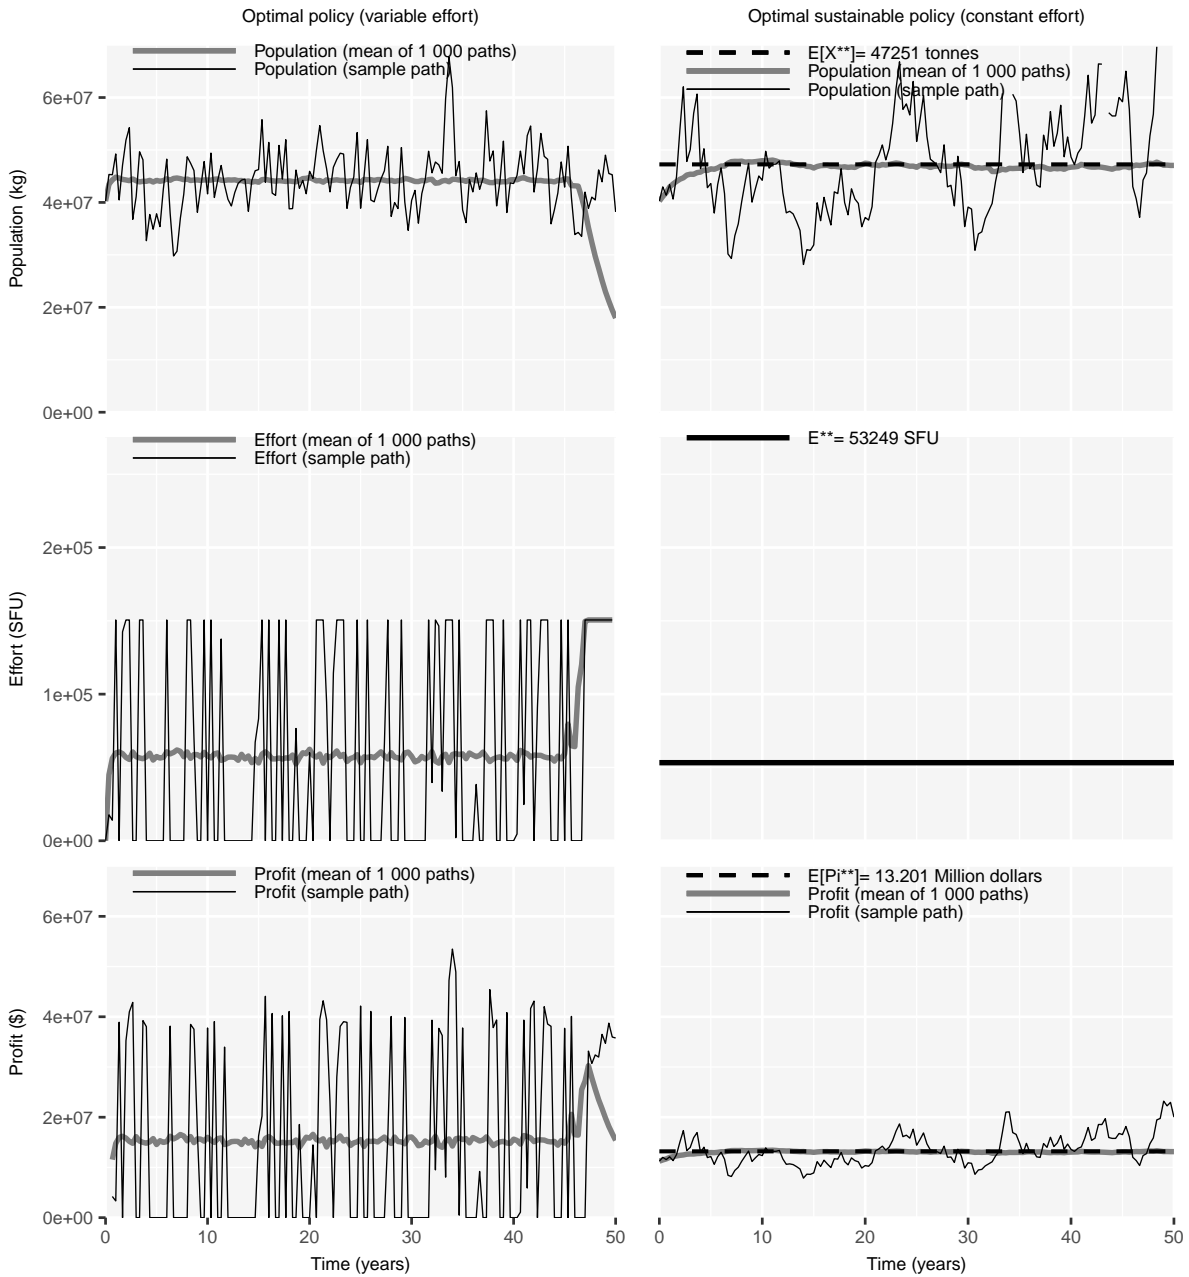 Optimal policy (variable effort)
Optimal sustainable policy (constant effort)
Population (mean of 1 000 paths)
Population (sample path)
E[X**]= 47251 tonnes
Population (mean of 1 000 paths)
Population (sample path)
Population (kg)
6e+07
4e+07
2e+07
0e+00
Effort (mean of 1 000 paths)
Effort (sample path)
E**= 53249 SFU
Effort (SFU)
2e+05
1e+05
0e+00
Profit (mean of 1 000 paths)
Profit (sample path)
E[Pi**]= 13.201 Million dollars
Profit (mean of 1 000 paths)
Profit (sample path)
Profit ($)
6e+07
4e+07
2e+07
0e+00
0 10 20 30 40 50
0 10 20 30 40 50
Time (years)
Time (years)